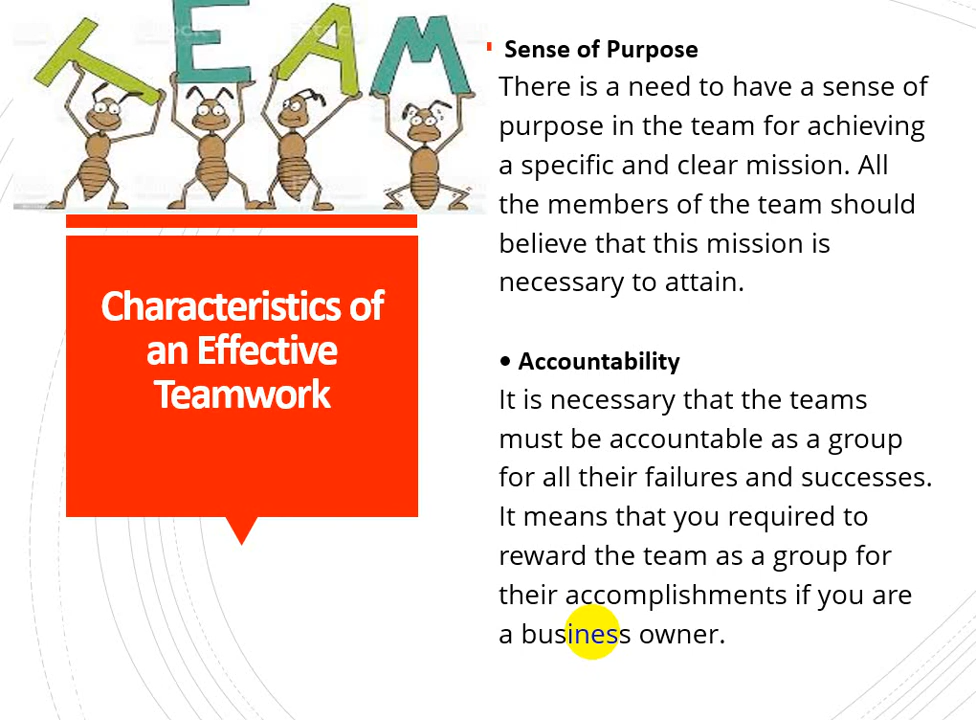 TEAM
Sense of Purpose
There is a need to have a sense of
purpose in the team for achieving
a specific and clear mission. All
the members of the team should
believe that this mission is
necessary to attain.
Characteristics of
an Effective
Teamwork
• Accountability
It is necessary that the teams
must be accountable as a group
for all their failures and successes.
It means that you required to
reward the team as a group for
their accomplishments if you are
a business owner.